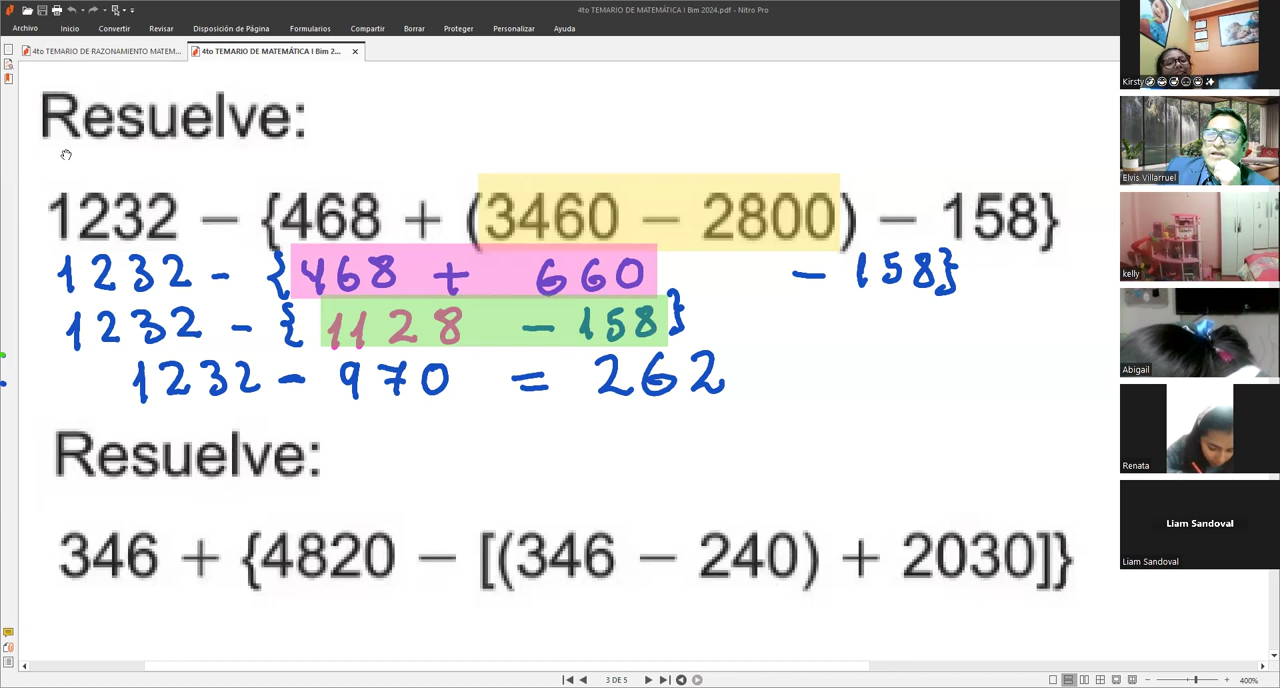 4to TEMARIO DE MATEMÁTICA I Bim 2024.pdf - Nitro Pro
Archivo Inicio Convertir Revisar Disposición de Página Formularios Compartir Borrar Proteger Personalizar Ayuda
4to TEMARIO DE RAZONAMIENTO MATEM... 4to TEMARIO DE MATEMÁTICA I Bim 2... ×
Resuelve:
1232 − {468 + (3460 − 2800) − 158}
1232 - {468 + 660 - 158}
1232 - {1128 - 158}
1232 - 970 = 262
Resuelve:
346 + {4820 − [(346 − 240) + 2030]}
3 DE 5
400%
Kirsty
Elvis Villarruel
kelly
Abigail
Renata
Liam Sandoval
Liam Sandoval